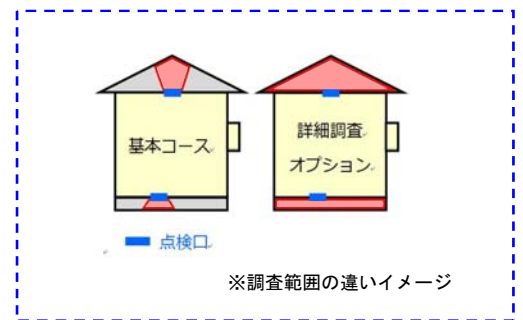 基本コース
詳細調査
オプション
点検口
※調査範囲の違いイメージ